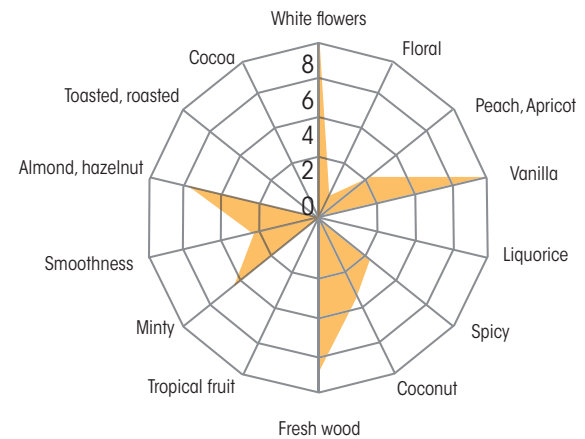 White flowers
Floral
Peach, Apricot
Vanilla
Liquorice
Spicy
Coconut
Fresh wood
Tropical fruit
Minty
Smoothness
Almond, hazelnut
Toasted, roasted
Cocoa
8
6
4
2
0